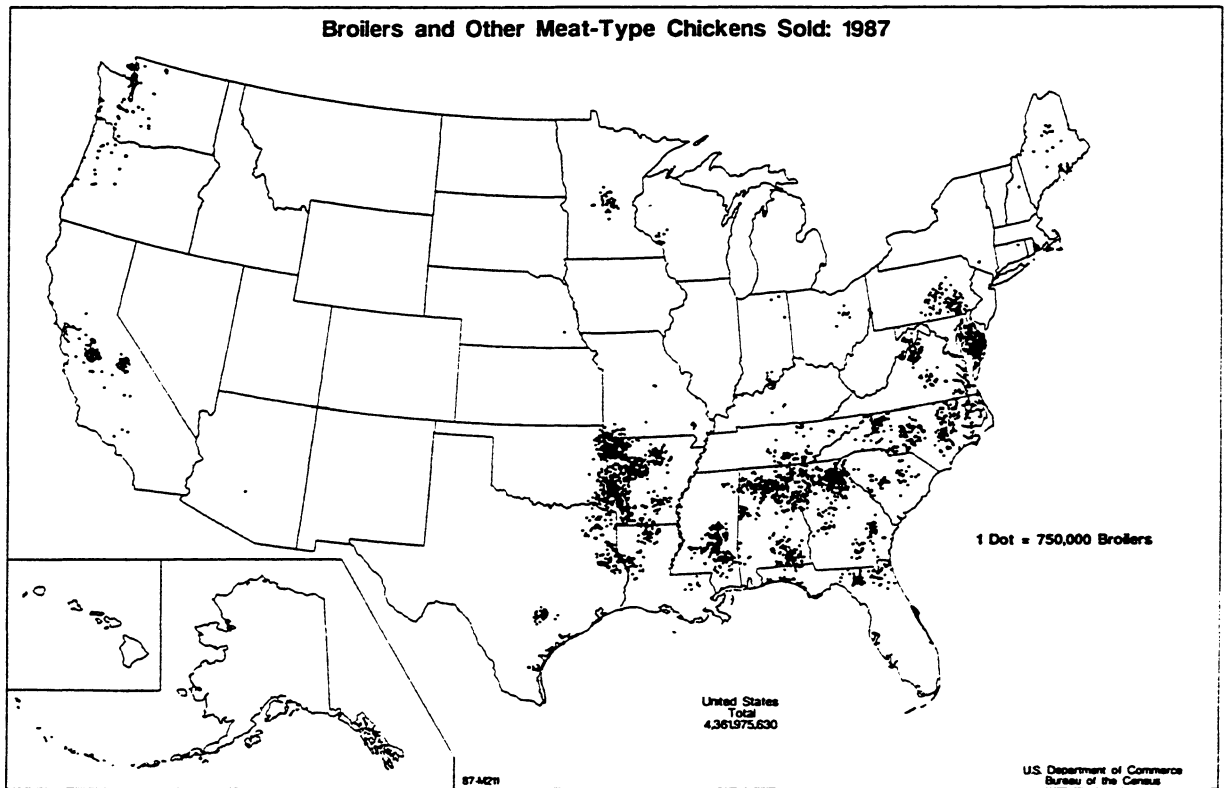 Broilers and Other Meat-Type Chickens Sold: 1987
1 Dot = 750,000 Broilers
United States
Total
4,361,975,630
87-M211
U.S. Department of Commerce
Bureau of the Census